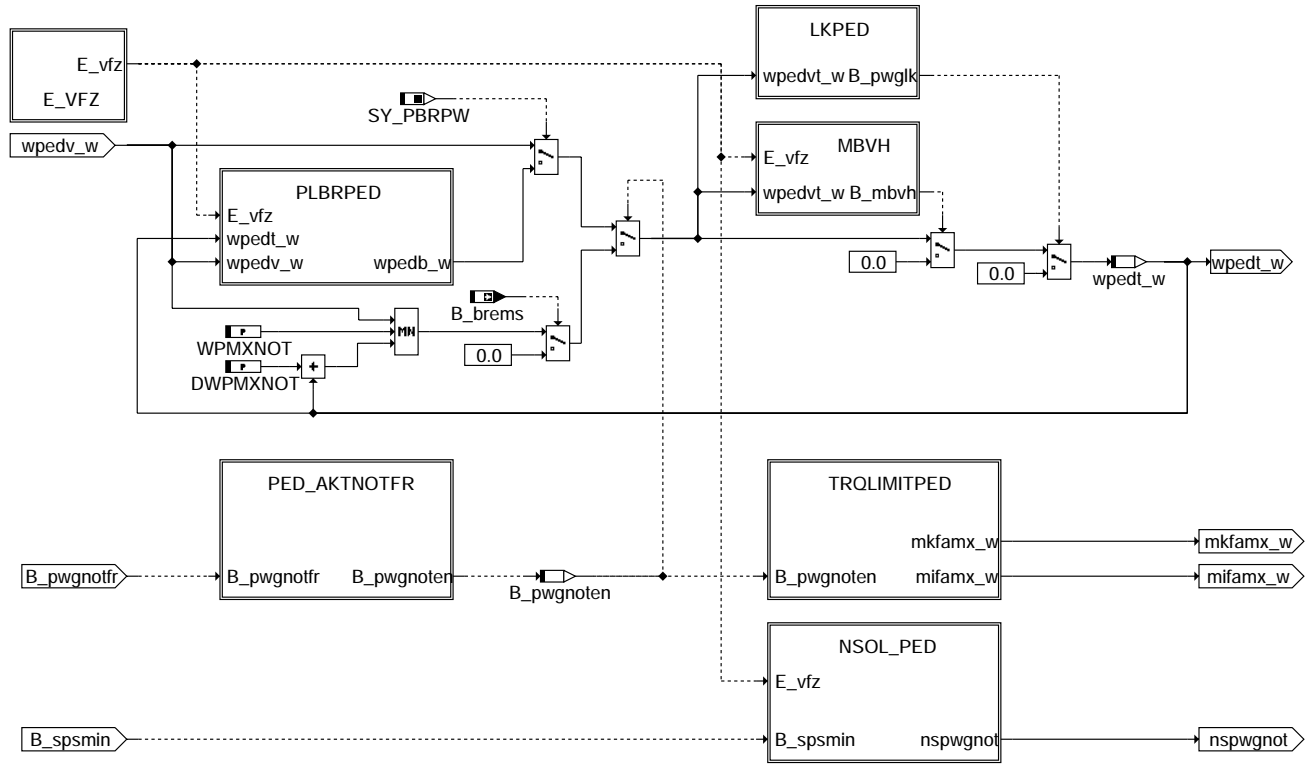 LKPED
E_vfz
wpedvt_w B_pwglk
E_VFZ
SY_PBRPW
wpedv_w
MBVH
E_vfz
PLBRPED
wpedvt_w B_mbvh
E_vfz
wpedt_w
wpedv_w wpedb_w
0.0
0.0
wpedt_w
wpedt_w
B_brems
MN
WPMXNOT
0.0
P
DWPMXNOT
P
+
PED_AKTNOTFR
TRQLIMITPED
mkfamx_w
mkfamx_w
B_pwgnotfr
B_pwgnotfr B_pwgnoten
B_pwgnoten
B_pwgnoten mifamx_w
mifamx_w
NSOL_PED
E_vfz
B_spsmin
B_spsmin nspwgnot
nspwgnot